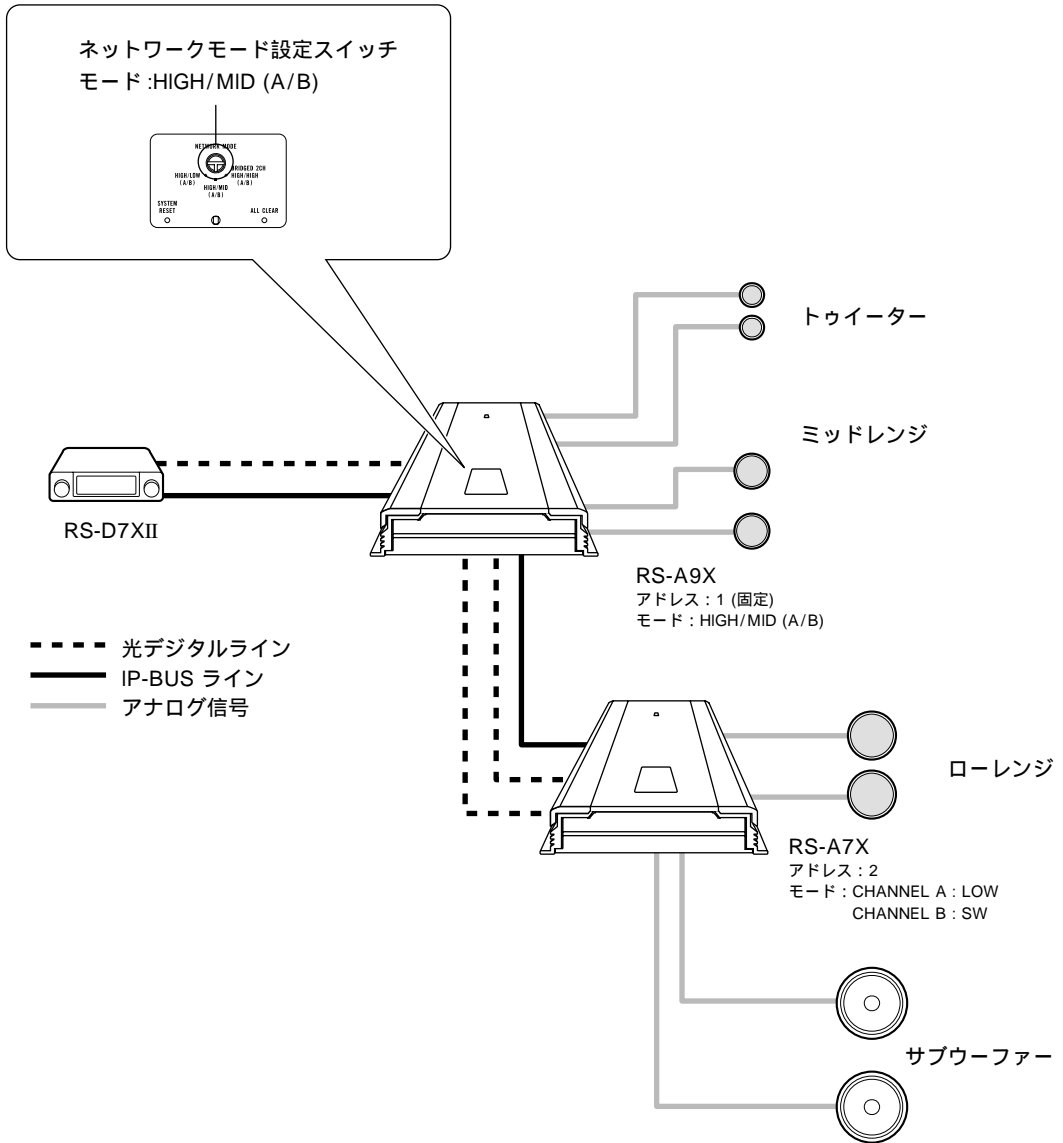 ネットワークモード設定スイッチ
モード:HIGH/MID (A/B)
NETWORK MODE
HIGH/LOW
(A/B)
HIGH/MID
(A/B)
BRIDGED 2CH
HIGH/HIGH
(A/B)
SYSTEM
RESET
ALL CLEAR
トゥイーター
ミッドレンジ
RS-D7XII
RS-A9X
アドレス：1 (固定)
モード：HIGH/MID (A/B)
光デジタルライン
IP-BUS ライン
アナログ信号
ローレンジ
RS-A7X
アドレス：2
モード：CHANNEL A : LOW
CHANNEL B : SW
サブウーファー